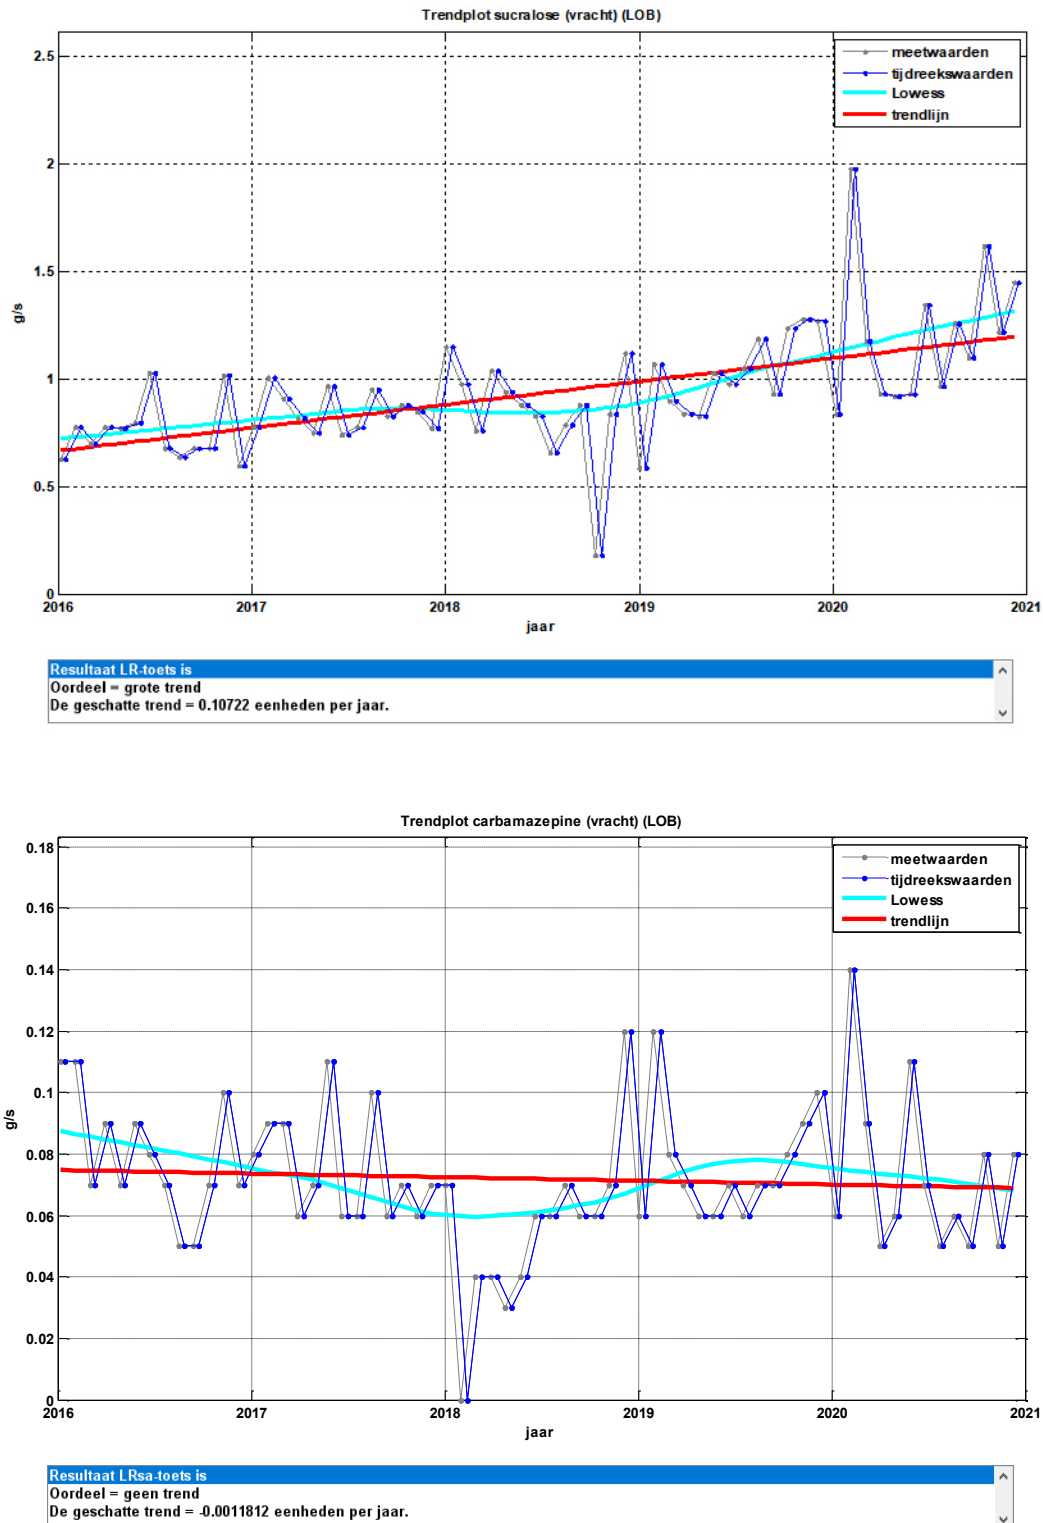 Trendplot sucralose (vracht) (LOB)
2.5
2
1.5
1
0.5
0
g/s
meetwaarden
tijdreekswaarden
Lowess
trendlijn
2016 2017 2018 2019 2020 2021
jaar
Resultaat LR-toets is
Oordeel = grote trend
De geschatte trend = 0.10722 eenheden per jaar.
Trendplot carbamazepine (vracht) (LOB)
0.18
0.16
0.14
0.12
0.1
0.08
0.06
0.04
0.02
0
g/s
meetwaarden
tijdreekswaarden
Lowess
trendlijn
2016 2017 2018 2019 2020 2021
jaar
Resultaat LRsa-toets is
Oordeel = geen trend
De geschatte trend = -0.0011812 eenheden per jaar.